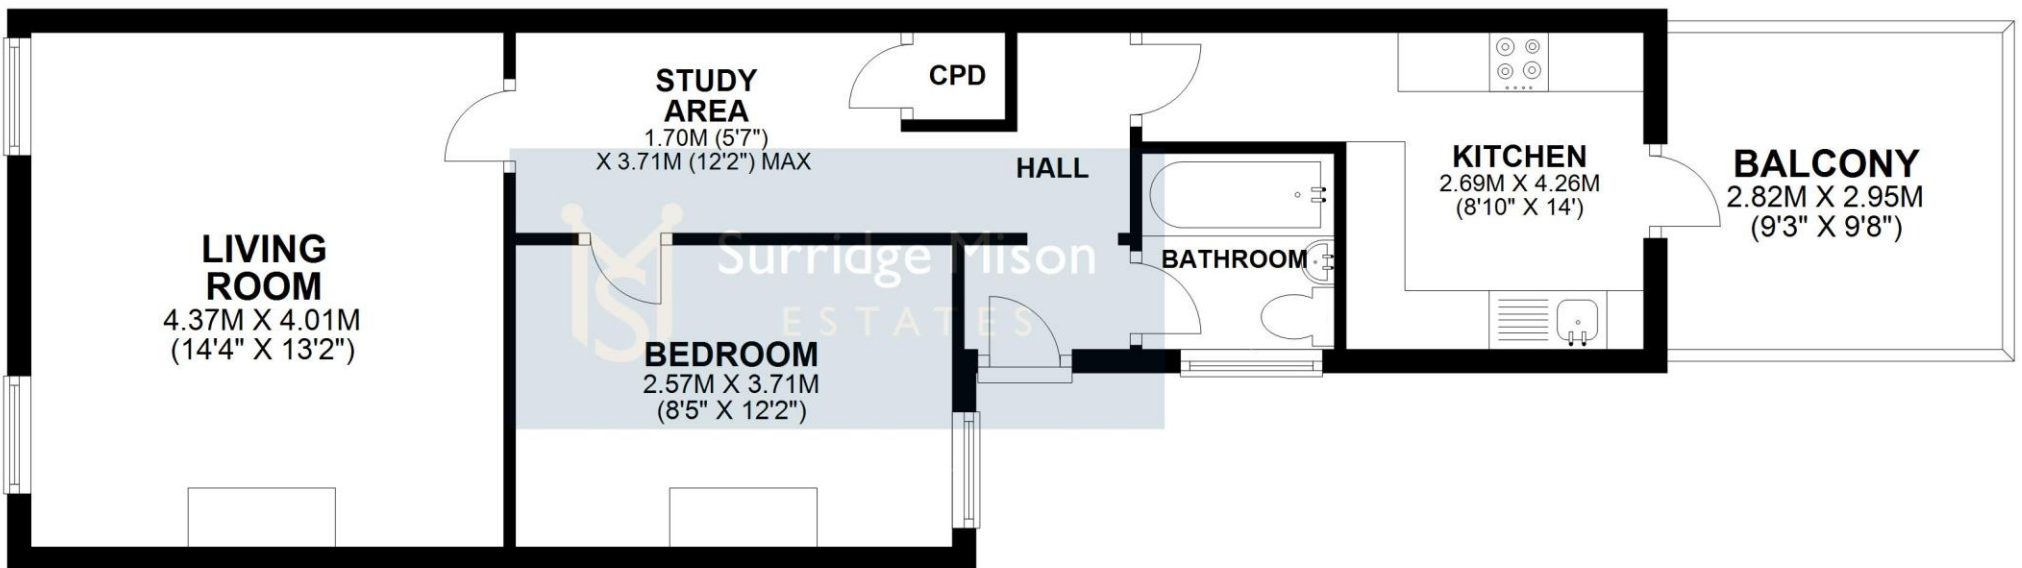 LIVING
ROOM
4.37M X 4.01M
(14'4" X 13'2")
STUDY
AREA
1.70M (5'7")
X 3.71M (12'2") MAX
CPD
HALL
BEDROOM
2.57M X 3.71M
(8'5" X 12'2")
BATHROOM
KITCHEN
2.69M X 4.26M
(8'10" X 14')
BALCONY
2.82M X 2.95M
(9'3" X 9'8")
Surridge Mison
ESTATES